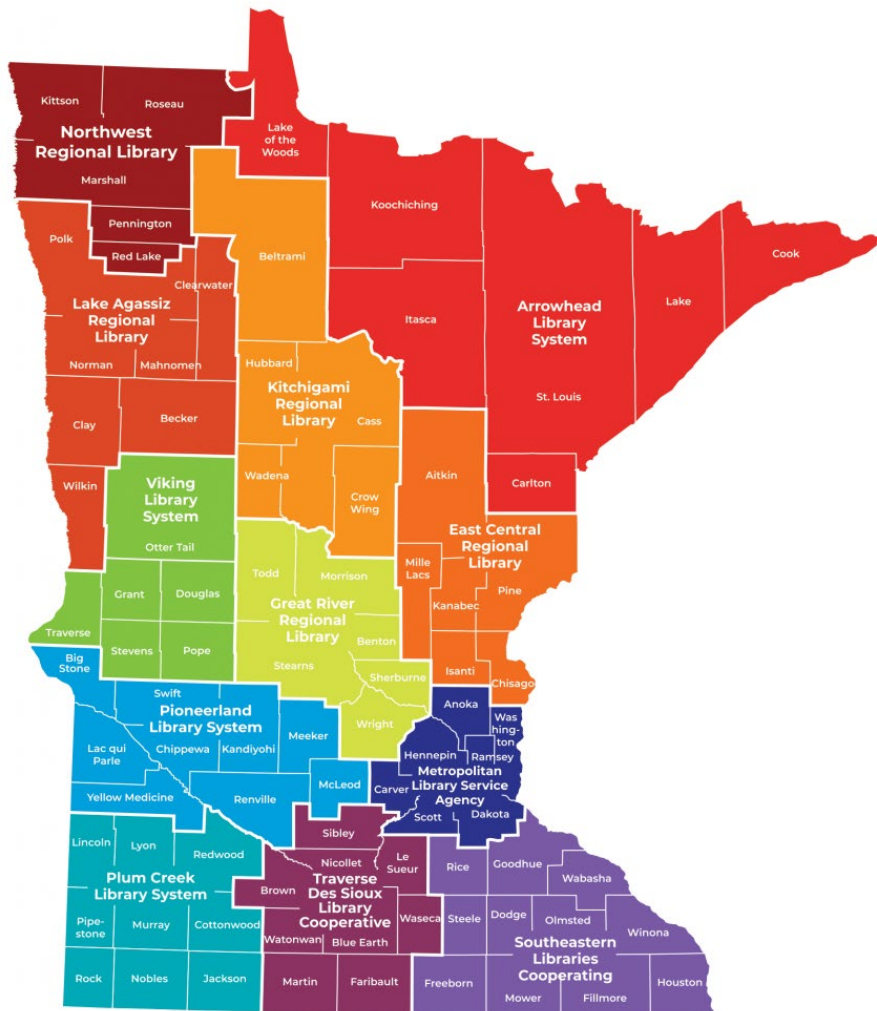 Kittson
Roseau
Northwest
Regional Library
Marshall
Pennington
Red Lake
Lake
of the
Woods
Koochiching
Itasca
Arrowhead
Library
System
St. Louis
Lake
Cook
Carlton
Polk
Clearwater
Lake Agassiz
Regional
Library
Norman
Mahnomen
Clay
Becker
Wilkin
Beltrami
Hubbard
Kitchigami
Regional
Library
Cass
Wadena
Crow
Wing
Aitkin
East Central
Regional
Library
Mille
Lacs
Pine
Kanabec
Isanti
Chisago
Viking
Library
System
Otter Tail
Grant
Douglas
Traverse
Stevens
Pope
Todd
Morrison
Great River
Regional
Library
Benton
Stearns
Sherburne
Wright
Big
Stone
Swift
Pioneerland
Library System
Lac qui
Parle
Chippewa
Kandiyohi
Meeker
McLeod
Yellow Medicine
Renville
Anoka
Was
hing-
ton
Hennepin
Ramsey
Metropolitan
Library Service
Agency
Carver
Scott
Dakota
Lincoln
Lyon
Redwood
Plum Creek
Library System
Pipe-
stone
Murray
Cottonwood
Rock
Nobles
Jackson
Sibley
Nicollet
Le
Sueur
Brown
Traverse
Des Sioux
Library
Cooperative
Waseca
Watonwan
Blue Earth
Martin
Faribault
Rice
Goodhue
Wabasha
Steele
Dodge
Olmsted
Winona
Southeastern
Libraries
Cooperating
Freeborn
Mower
Fillmore
Houston